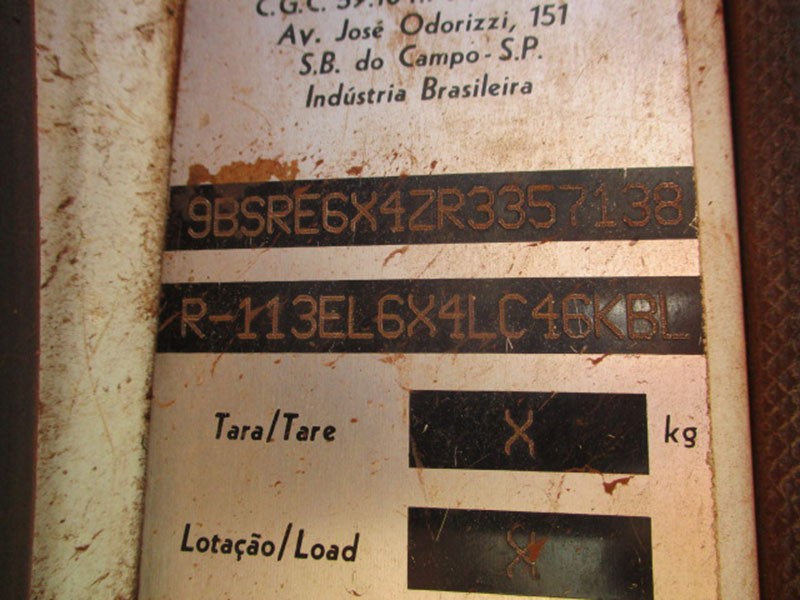 C.G.C.
Av. José Odorizzi, 151
S.B. do Campo - S.P.
Indústria Brasileira
9BSRE6X4ZR3357138
R-113EL6X4LC46KBL
Tara/Tare X kg
Lotação/Load X